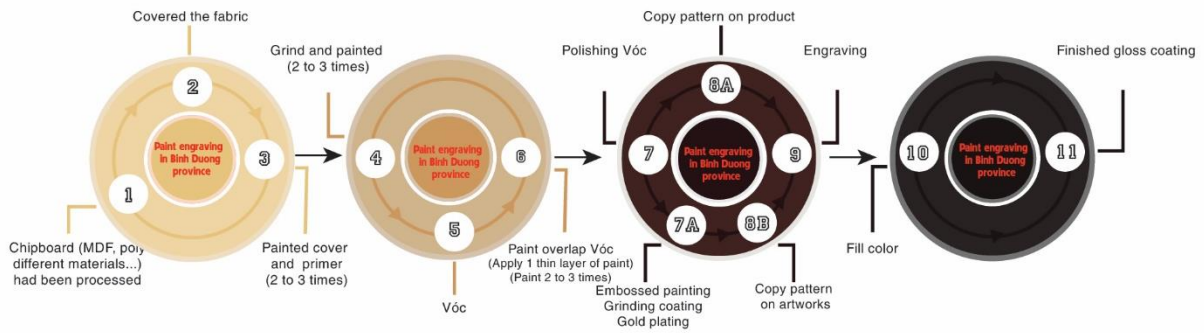 Covered the fabric
2
Paint engraving
in Binh Duong
province
1
3
Chipboard (MDF, poly
different materials...)
had been processed
Painted cover
and primer
(2 to 3 times)
Grind and painted
(2 to 3 times)
4
Paint engraving
in Binh Duong
province
6
5
Vóc
Paint overlap Vóc
(Apply 1 thin layer of paint)
(Paint 2 to 3 times)
Polishing Vóc
Copy pattern on product
Engraving
8A
7
Paint engraving
in Binh Duong
province
9
7A
8B
Embossed painting
Grinding coating
Gold plating
Copy pattern
on artworks
Finished gloss coating
10
Paint engraving
in Binh Duong
province
11
Fill color